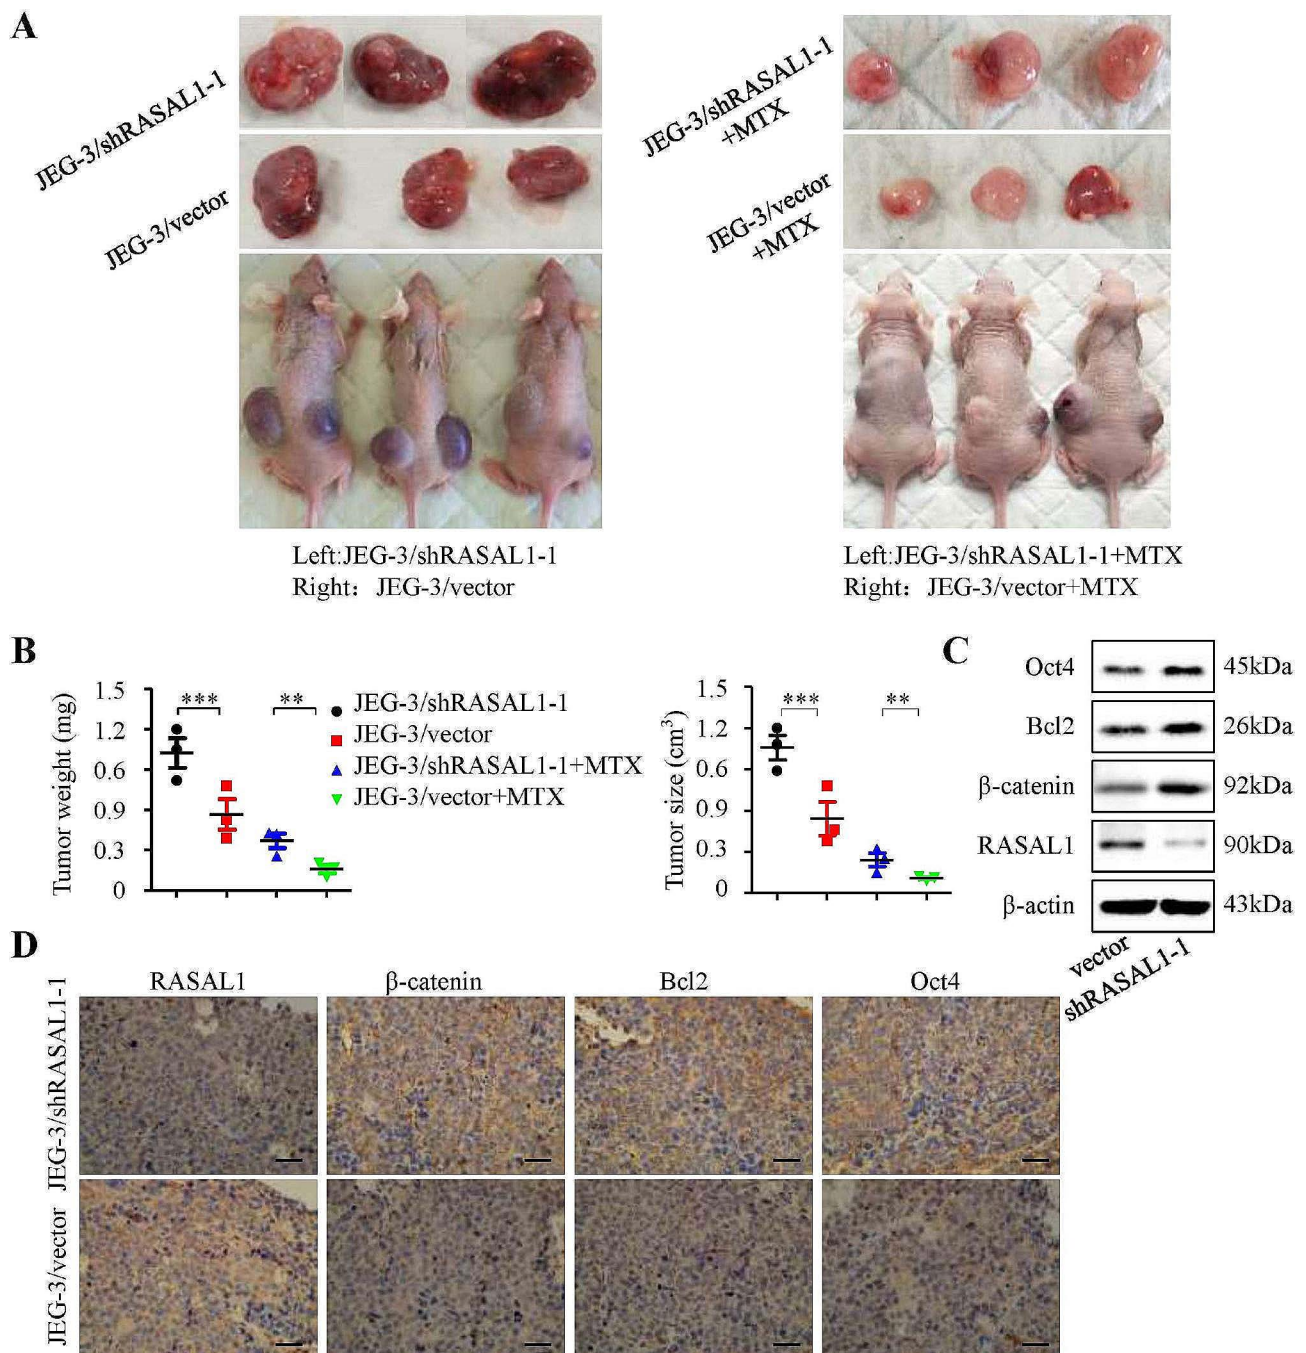 A
JEG-3/shRASAL1-1
JEG-3/vector
JEG-3/shRASAL1-1
+MTX
JEG-3/vector
+MTX
Left:JEG-3/shRASAL1-1
Right: JEG-3/vector
Left:JEG-3/shRASAL1-1+MTX
Right: JEG-3/vector+MTX
B
Tumor weight (mg)
1.5
1.2
0.6
0.9
0.3
0
***
**
JEG-3/shRASAL1-1
JEG-3/vector
JEG-3/shRASAL1-1+MTX
JEG-3/vector+MTX
Tumor size (cm³)
1.5
1.2
0.6
0.9
0.3
0
***
**
C
Oct4 45kDa
Bcl2 26kDa
β-catenin 92kDa
RASAL1 90kDa
β-actin 43kDa
vector
shRASAL1-1
D
RASAL1 β-catenin Bcl2 Oct4
JEG-3/shRASAL1-1
JEG-3/vector